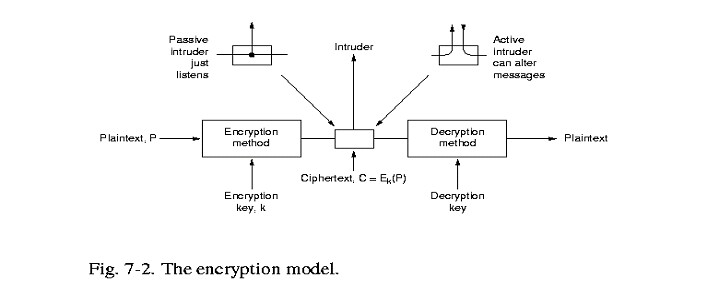 Passive
intruder
just
listens
Intruder
Active
intruder
can alter
messages
Plaintext, P
Encryption
method
Decryption
method
Plaintext
Ciphertext, C = Ek(P)
Encryption
key, k
Decryption
key
Fig. 7-2. The encryption model.